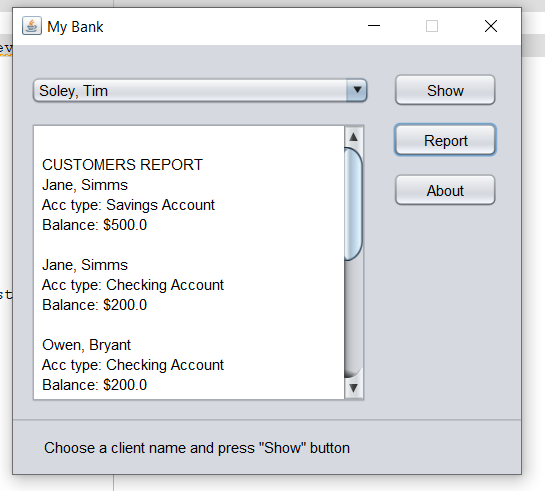 My Bank
Soley, Tim
Show
Report
About
CUSTOMERS REPORT
Jane, Simms
Acc type: Savings Account
Balance: $500.0
Jane, Simms
Acc type: Checking Account
Balance: $200.0
Owen, Bryant
Acc type: Checking Account
Balance: $200.0
Choose a client name and press "Show" button
ev
st